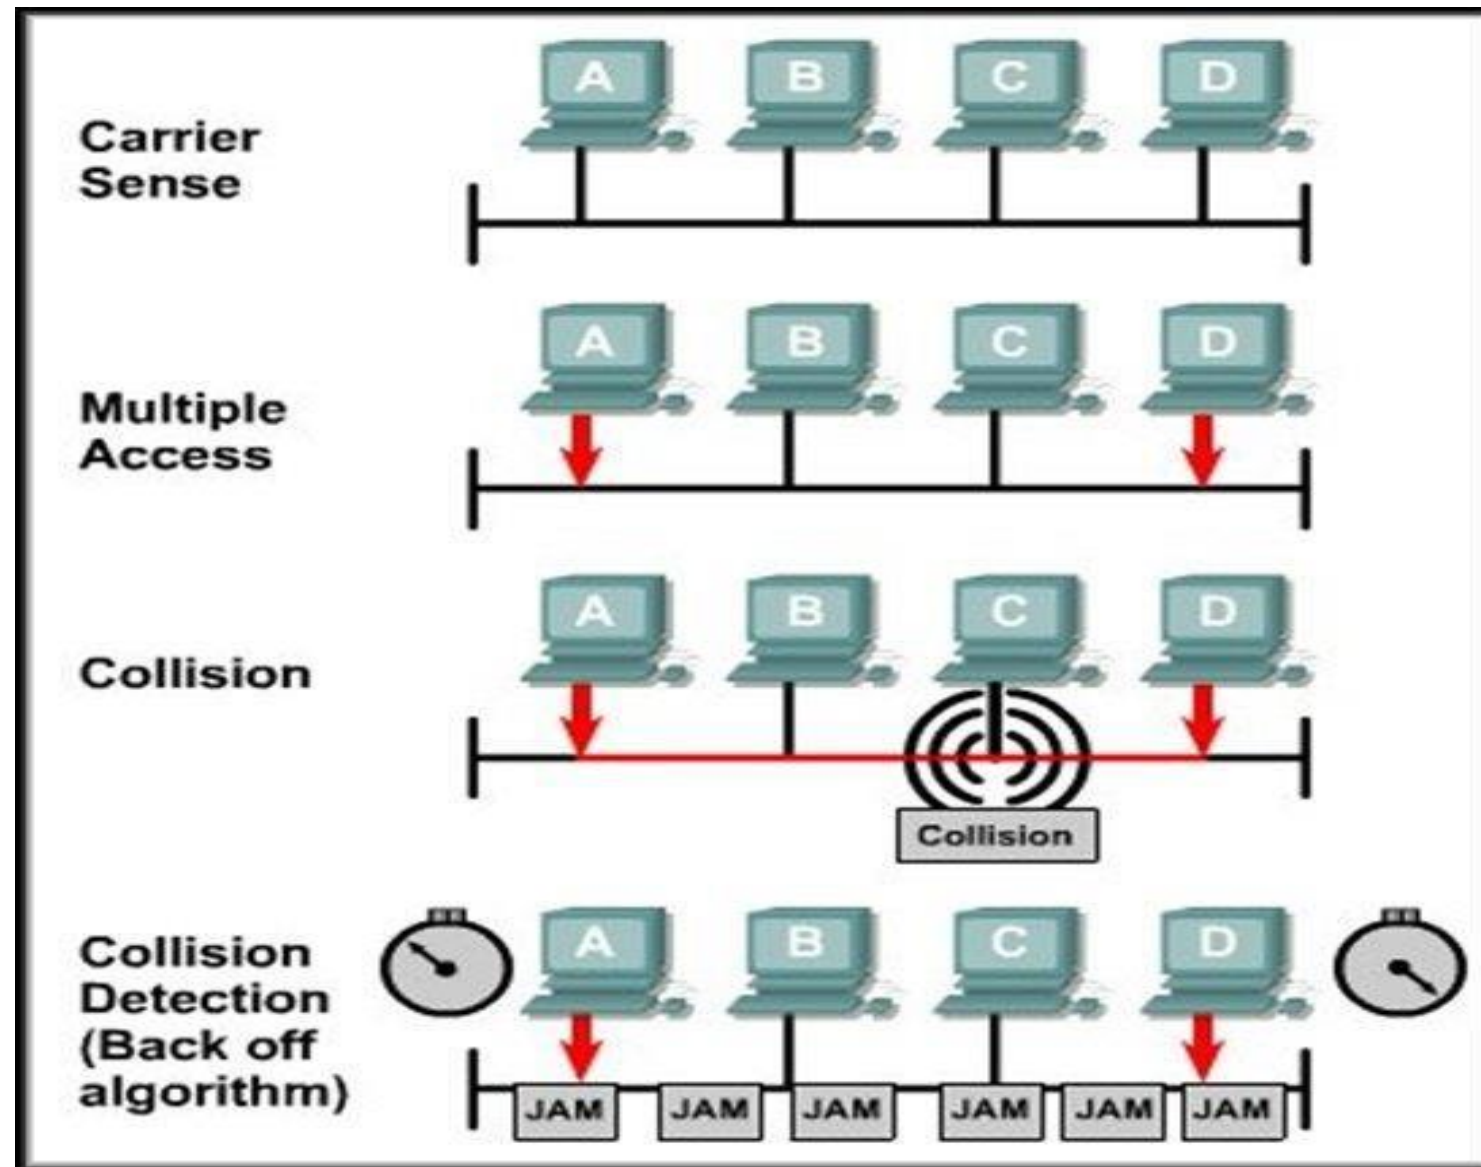 A B C D
Carrier
Sense
A B C D
Multiple
Access
A B C D
Collision
Collision
A B C D
Collision
Detection
(Back off
algorithm)
JAM JAM JAM JAM JAM JAM